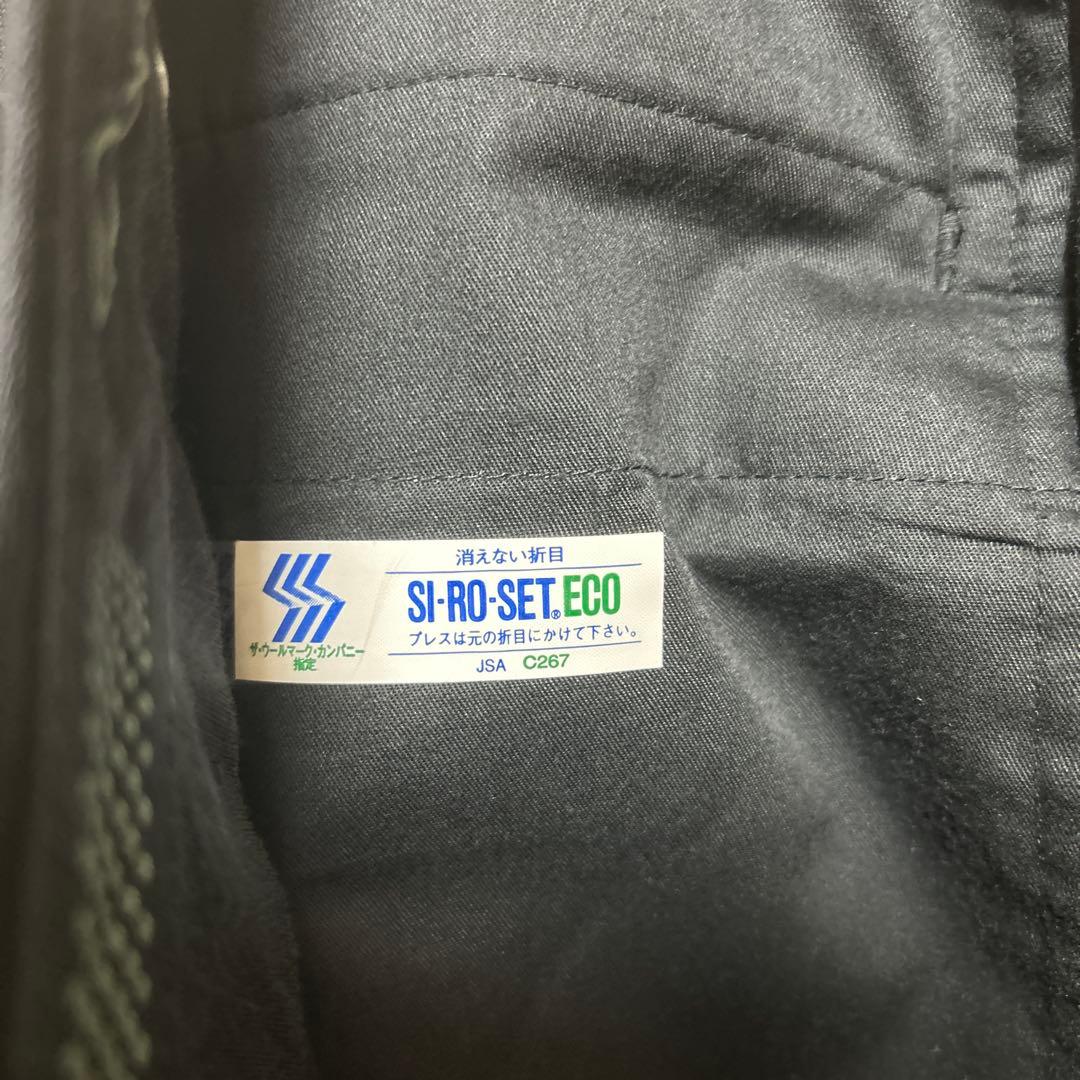 消えない折目
SI-RO-SET® ECO
プレスは元の折目にかけて下さい。
JSA C267
ザ・ウールマーク・カンパニー
指定